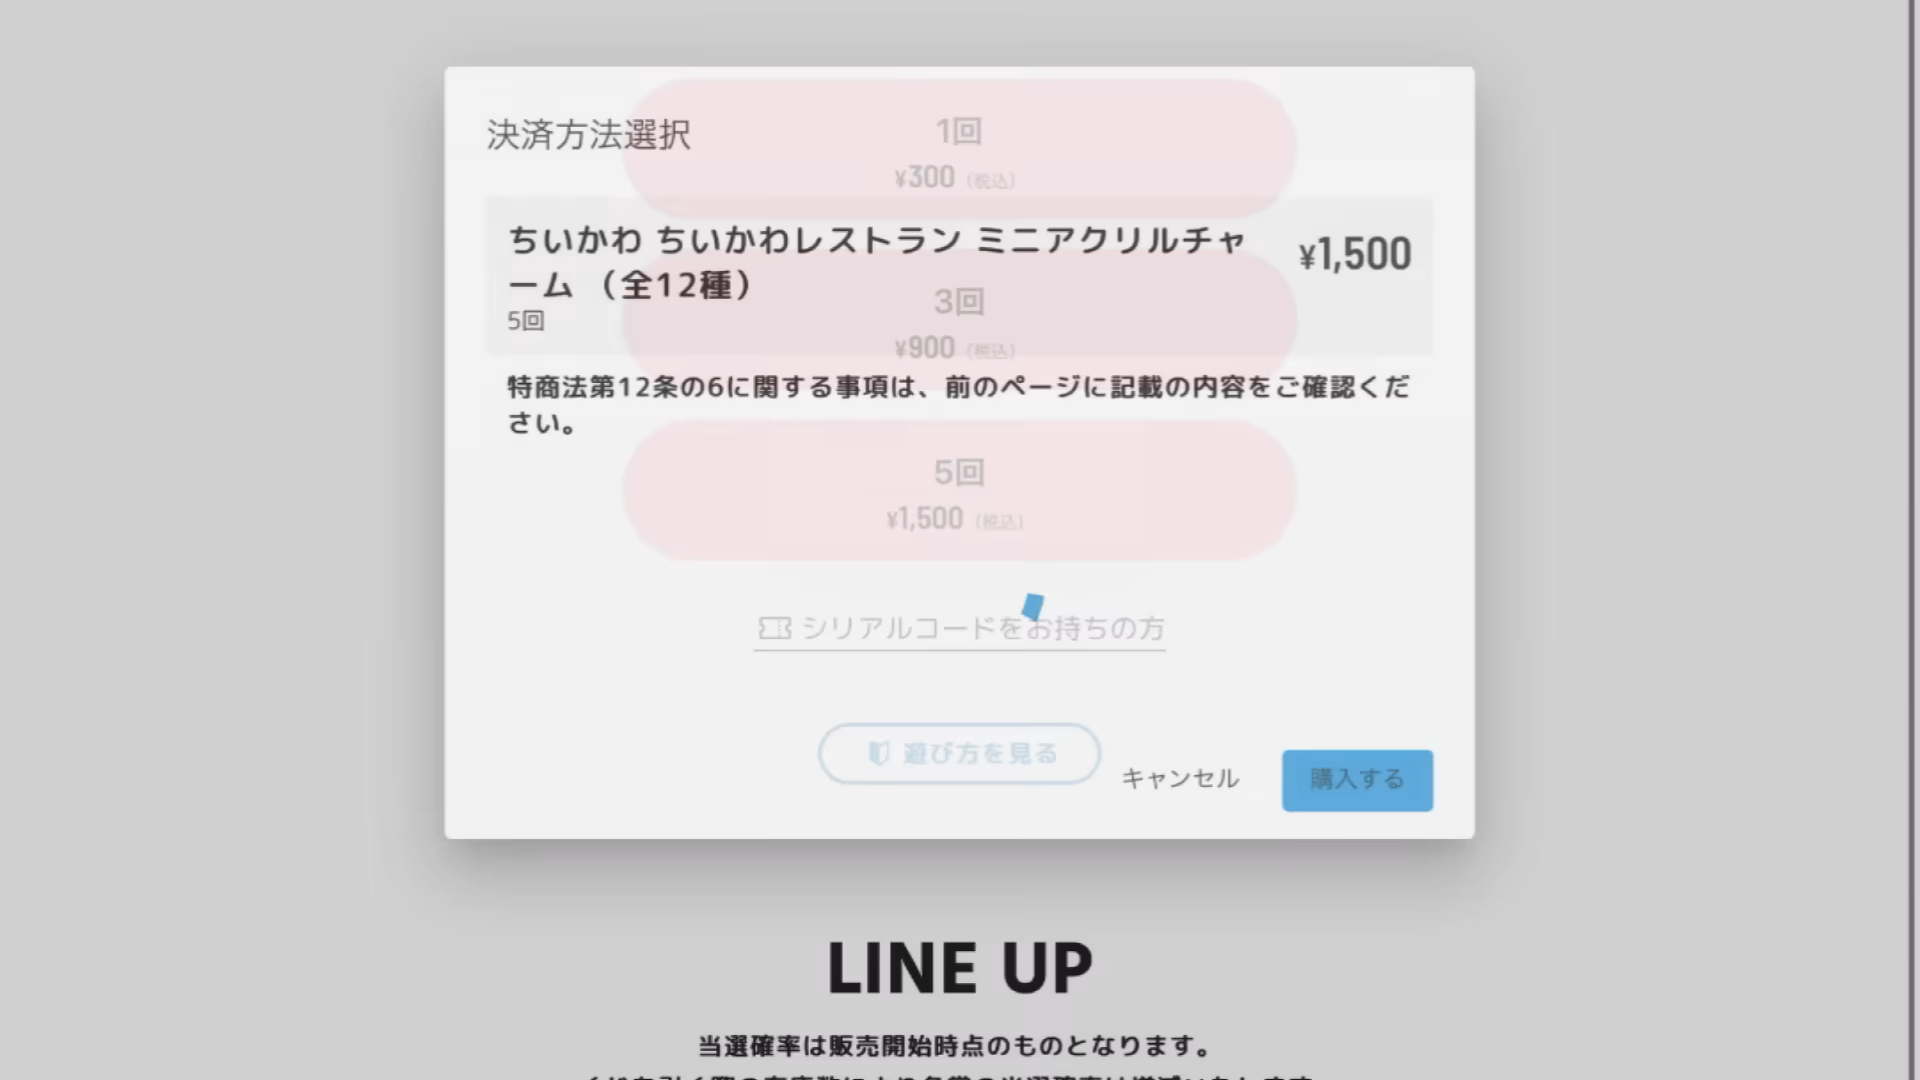 決済方法選択
1回
¥300（税込）
ちいかわ ちいかわレストラン ミニアクリルチャ
ーム （全12種）
¥1,500
5回
3回
¥900（税込）
特商法第12条の6に関する事項は、前のページに記載の内容をご確認くだ
さい。
5回
¥1,500（税込）
シリアルコードをお持ちの方
遊び方を見る
キャンセル
購入する
LINE UP
当選確率は販売開始時点のものとなります。